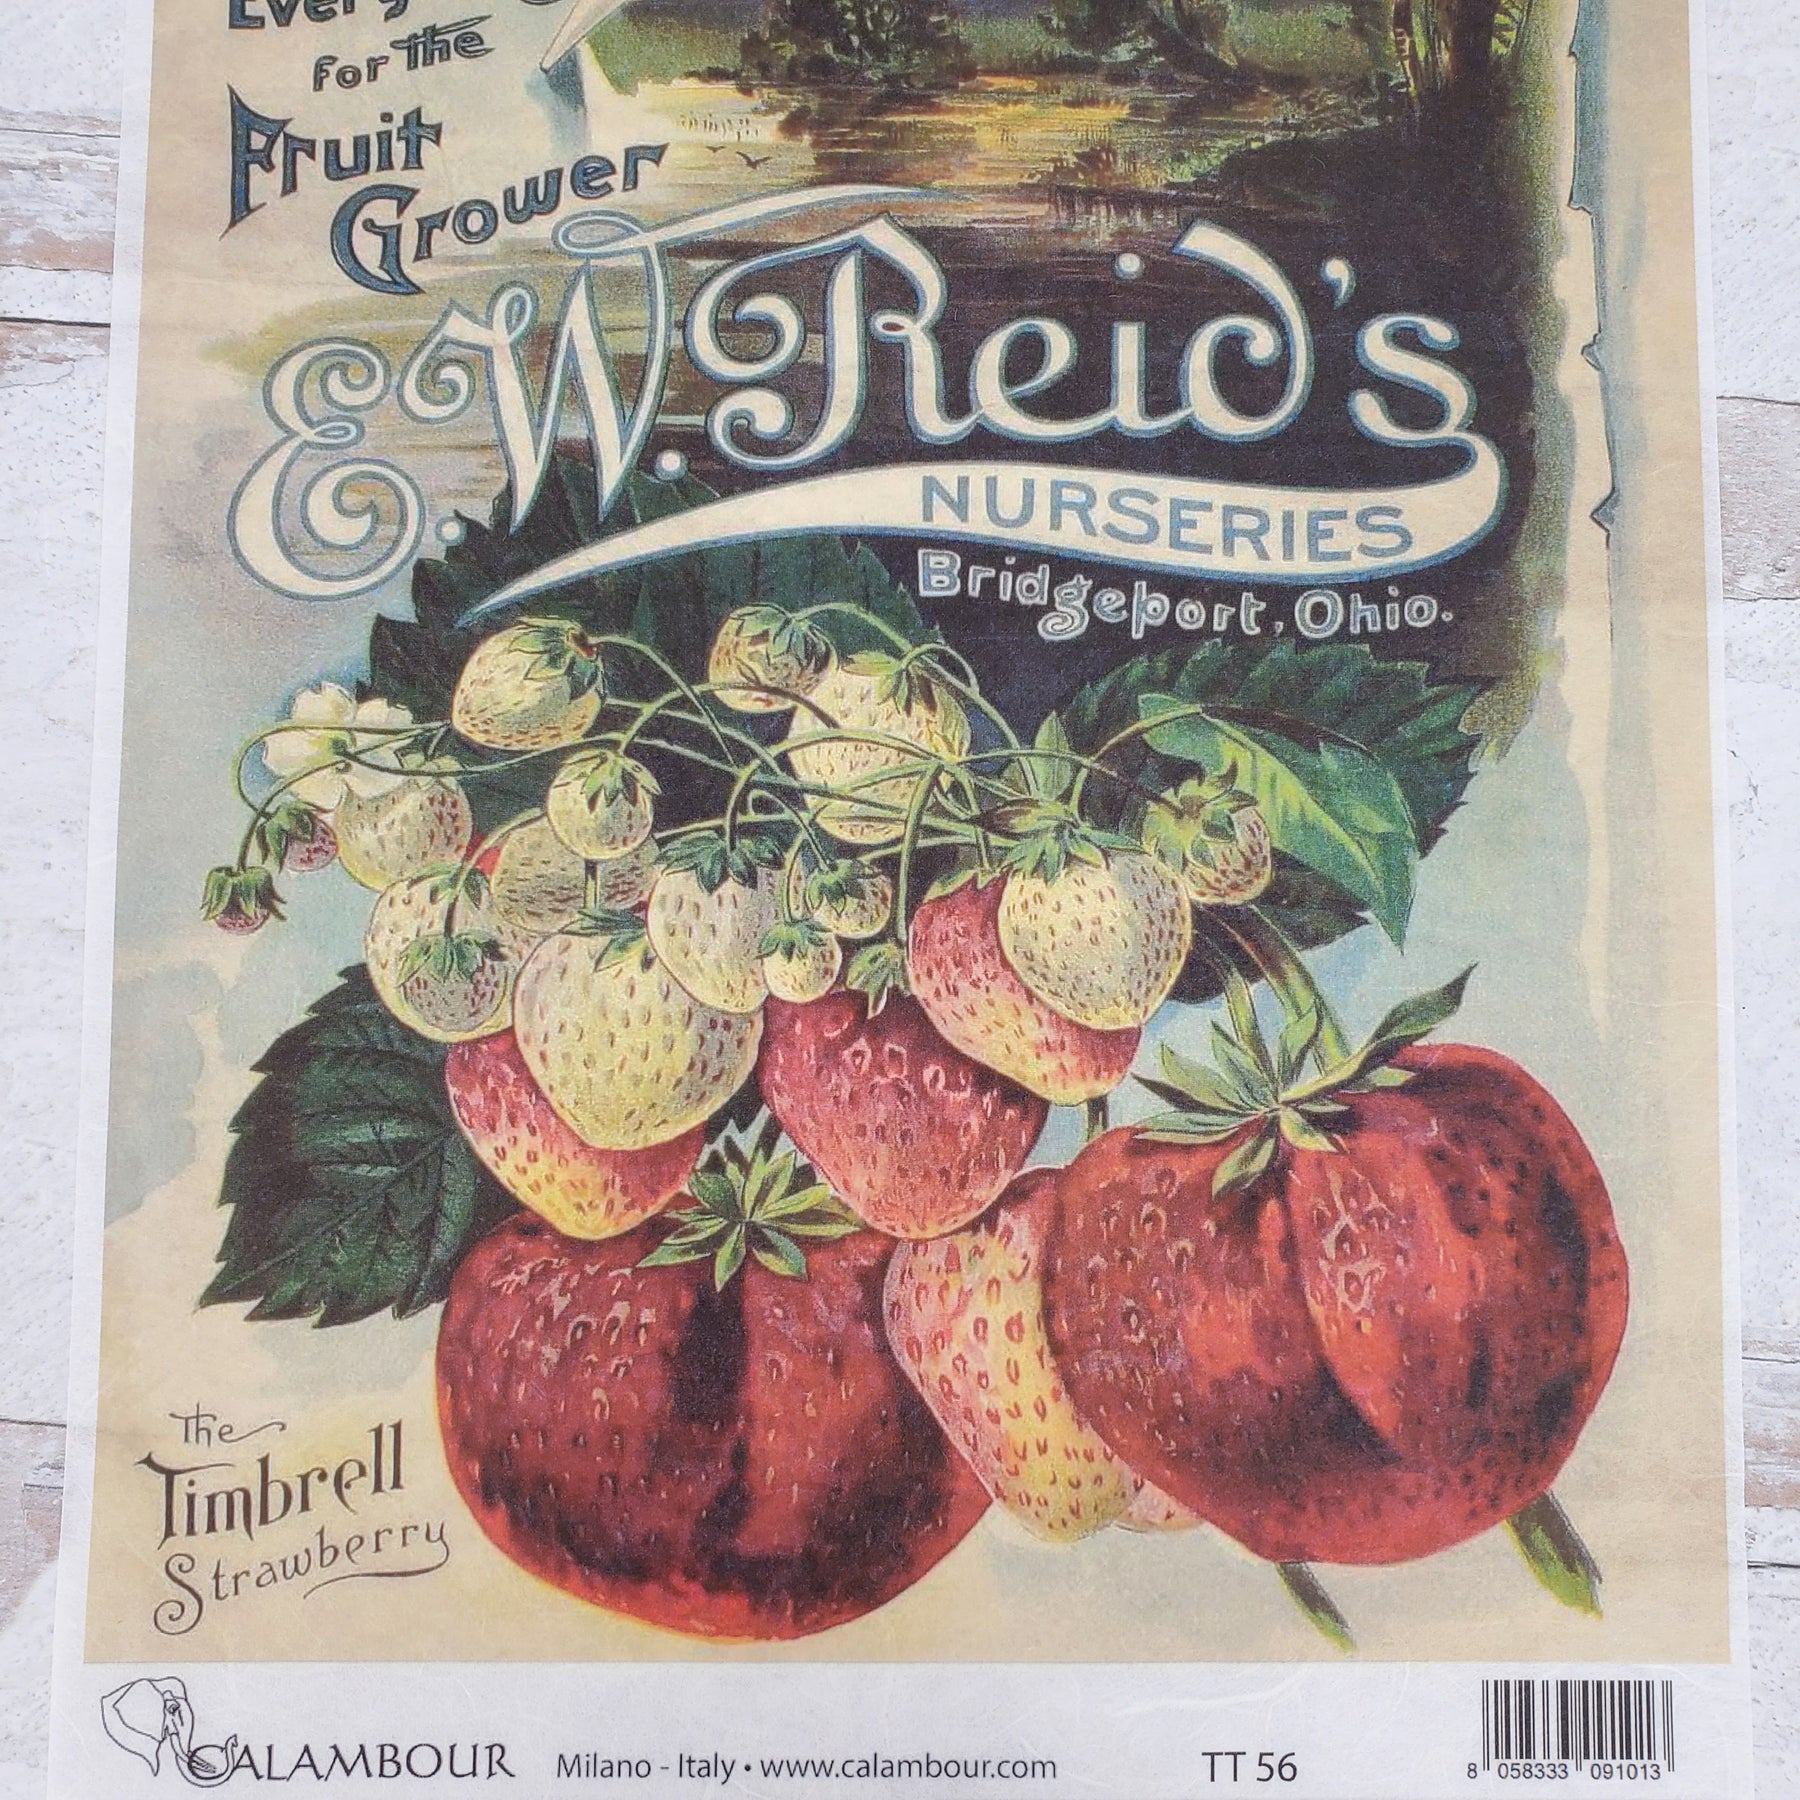 for the
Fruit
Grower
E.W. Reid's
NURSERIES
Bridgeport, Ohio.
The
Timbrell
Strawberry
CALAMBOUR
Milano - Italy • www.calambour.com
TT 56
8 058333 091013